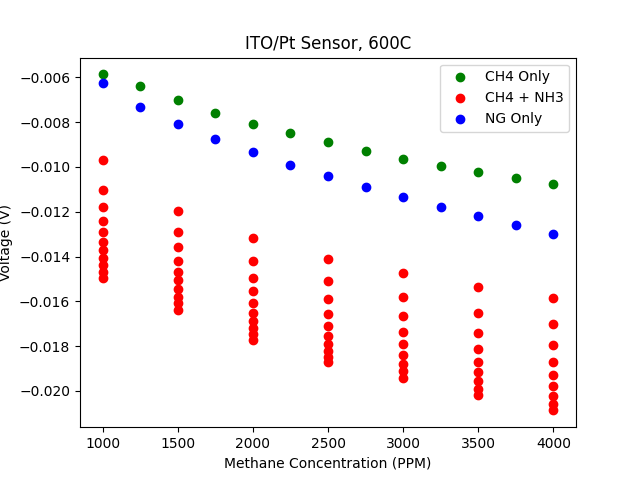 ITO/Pt Sensor, 600C
CH4 Only
CH4 + NH3
NG Only
−0.006
−0.008
−0.010
−0.012
−0.014
−0.016
−0.018
−0.020
Voltage (V)
1000 1500 2000 2500 3000 3500 4000
Methane Concentration (PPM)